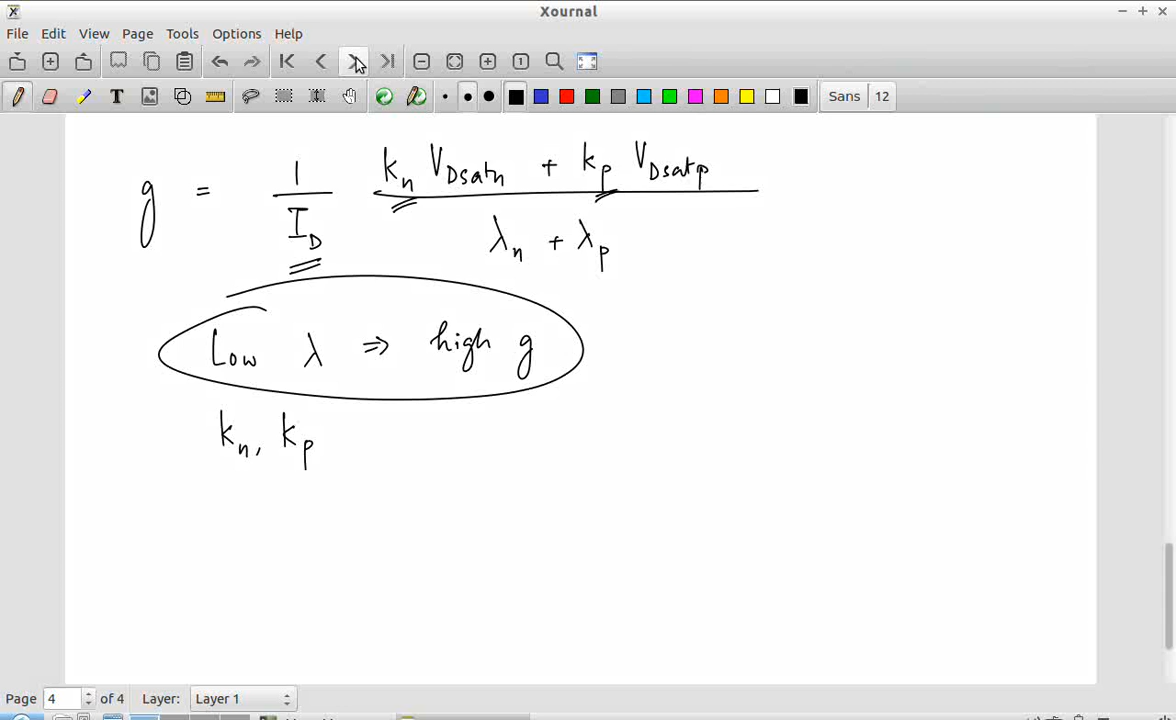 Xournal
File Edit View Page Tools Options Help
Sans 12
g = 1 / I_D k_n V_Dsatn + k_p V_Dsatp / λ_n + λ_p
Low λ ⇒ high g
k_n, k_p
Page 4 of 4 Layer: Layer 1